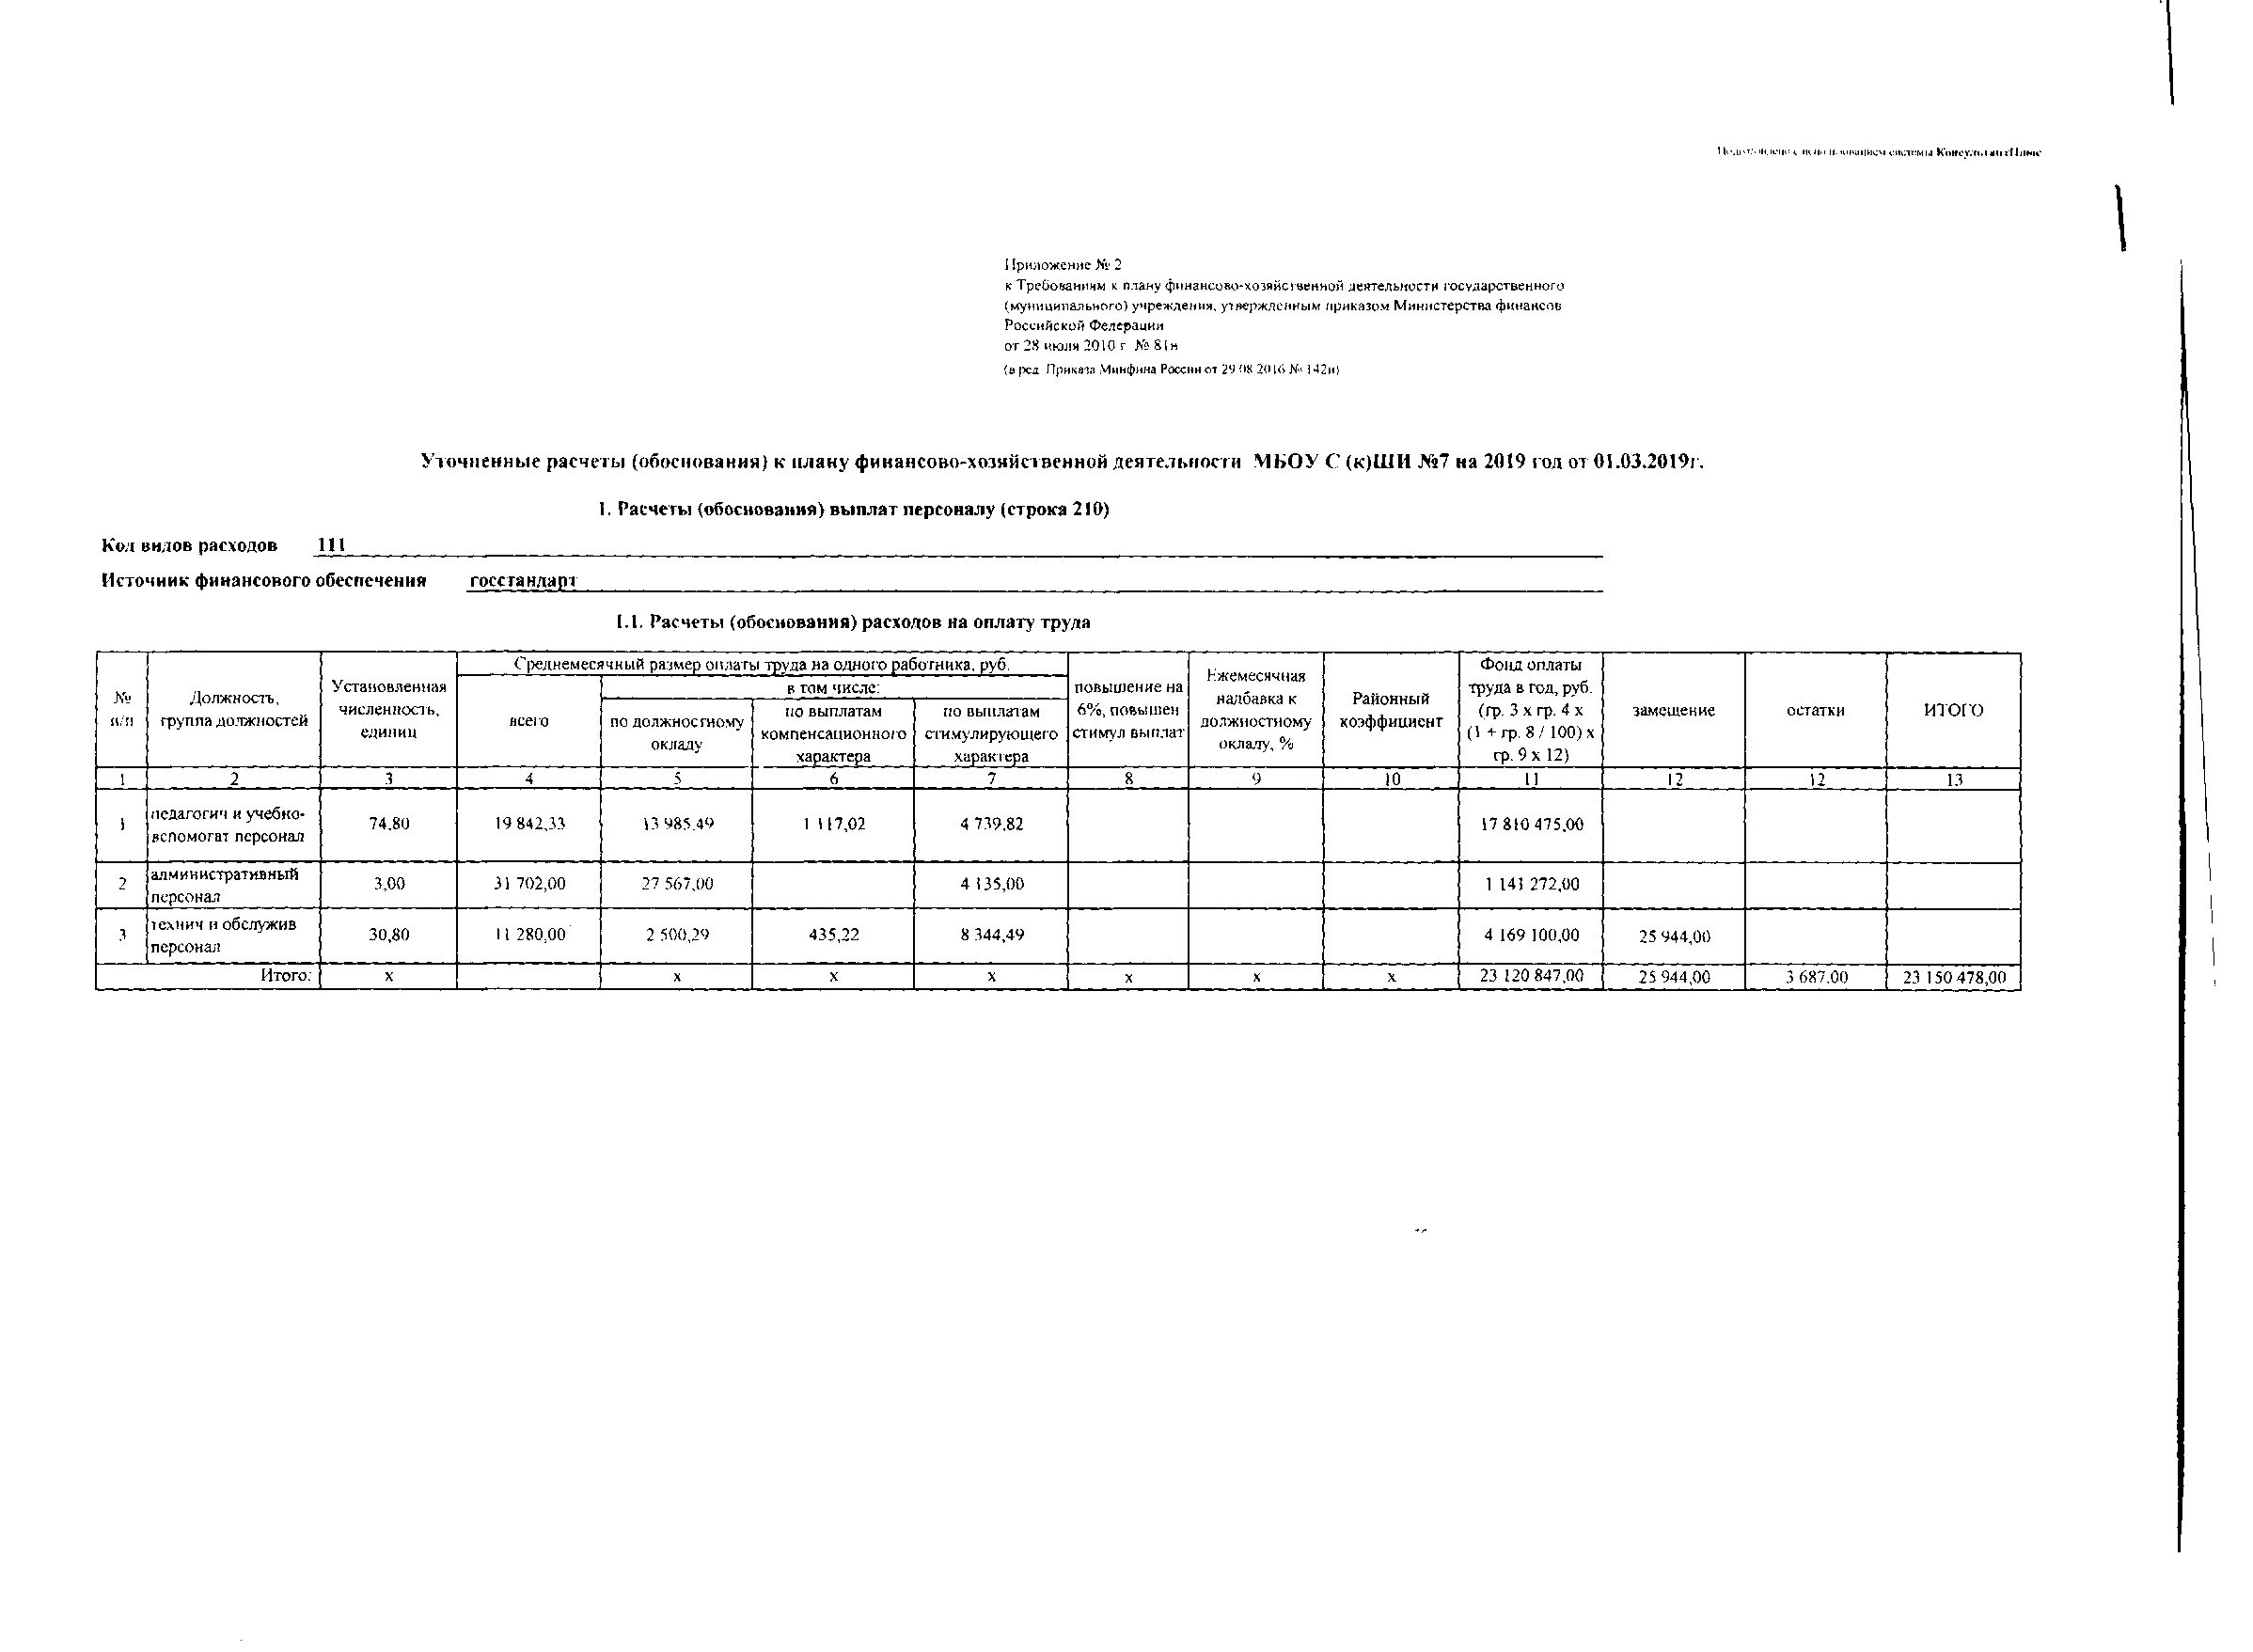 Подготовлено с использованием системы КонсультантПлюс
Приложение № 2
к Требованиям к плану финансово-хозяйственной деятельности государственного
(муниципального) учреждения, утвержденным приказом Министерства финансов
Российской Федерации
от 28 июля 2010 г № 81н
(в ред Приказа Минфина России от 29 08 2016 № 142н)
Уточненные расчеты (обоснования) к плану финансово-хозяйственной деятельности МБОУ С (к)ШИ №7 на 2019 год от 01.03.2019г.
1. Расчеты (обоснования) выплат персоналу (строка 210)
Код видов расходов 111
Источник финансового обеспечения госстандарт
1.1. Расчеты (обоснования) расходов на оплату труда
№ п/п
Должность, группа должностей
Установленная численность, единиц
Среднемесячный размер оплаты труда на одного работника, руб.
всего
в том числе:
по должностному окладу
по выплатам компенсационного характера
по выплатам стимулирующего характера
повышение на 6%, повышен стимул выплат
Ежемесячная надбавка к должностному окладу, %
Районный коэффициент
Фонд оплаты труда в год, руб. (гр. 3 х гр. 4 х (1 + гр. 8 / 100) х гр. 9 х 12)
замещение
остатки
ИТОГО
1 2 3 4 5 6 7 8 9 10 11 12 12 13
1 педагогич и учебно-вспомогат персонал 74,80 19 842,33 13 985,49 1 117,02 4 739,82 17 810 475,00
2 административный персонал 3,00 31 702,00 27 567,00 4 135,00 1 141 272,00
3 технич и обслужив персонал 30,80 11 280,00 2 500,29 435,22 8 344,49 4 169 100,00 25 944,00
Итого: х х х х х х х 23 120 847,00 25 944,00 3 687,00 23 150 478,00